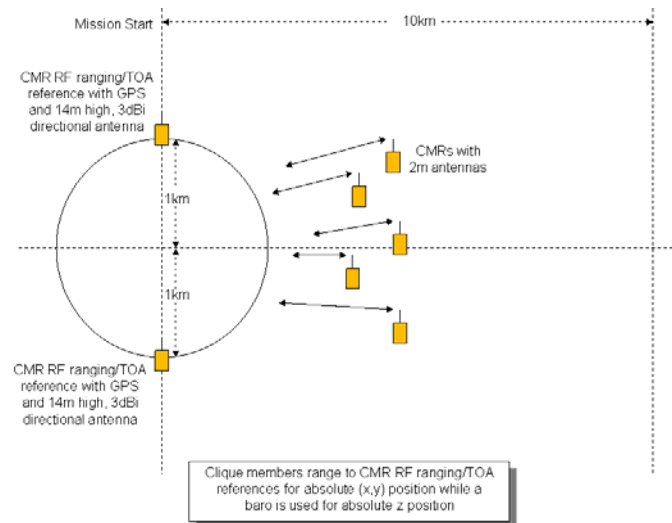 Mission Start
10km
CMR RF ranging/TOA
reference with GPS
and 14m high, 3dBi
directional antenna
CMRs with
2m antennas
1km
1km
CMR RF ranging/TOA
reference with GPS
and 14m high, 3dBi
directional antenna
Clique members range to CMR RF ranging/TOA
references for absolute (x,y) position while a
baro is used for absolute z position